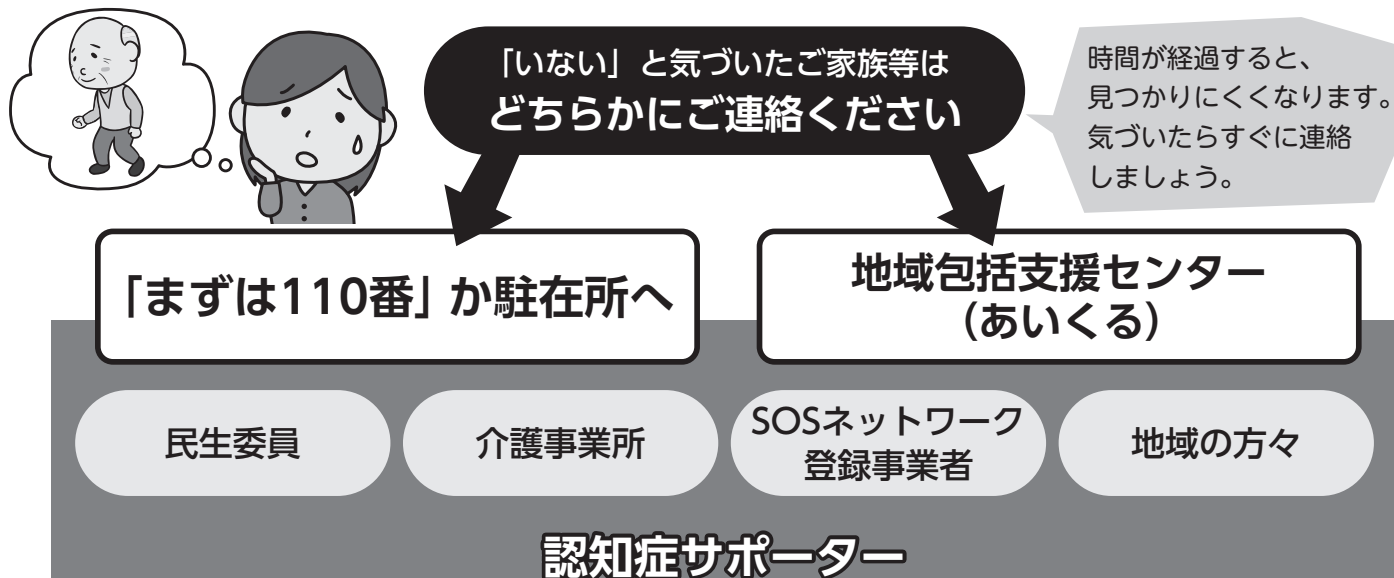 「いない」と気づいたご家族等は
どちらかにご連絡ください
時間が経過すると、
見つかりにくくなります。
気づいたらすぐに連絡
しましょう。
「まずは110番」か駐在所へ
地域包括支援センター
（あいくる）
民生委員
介護事業所
SOSネットワーク
登録事業者
地域の方々
認知症サポーター